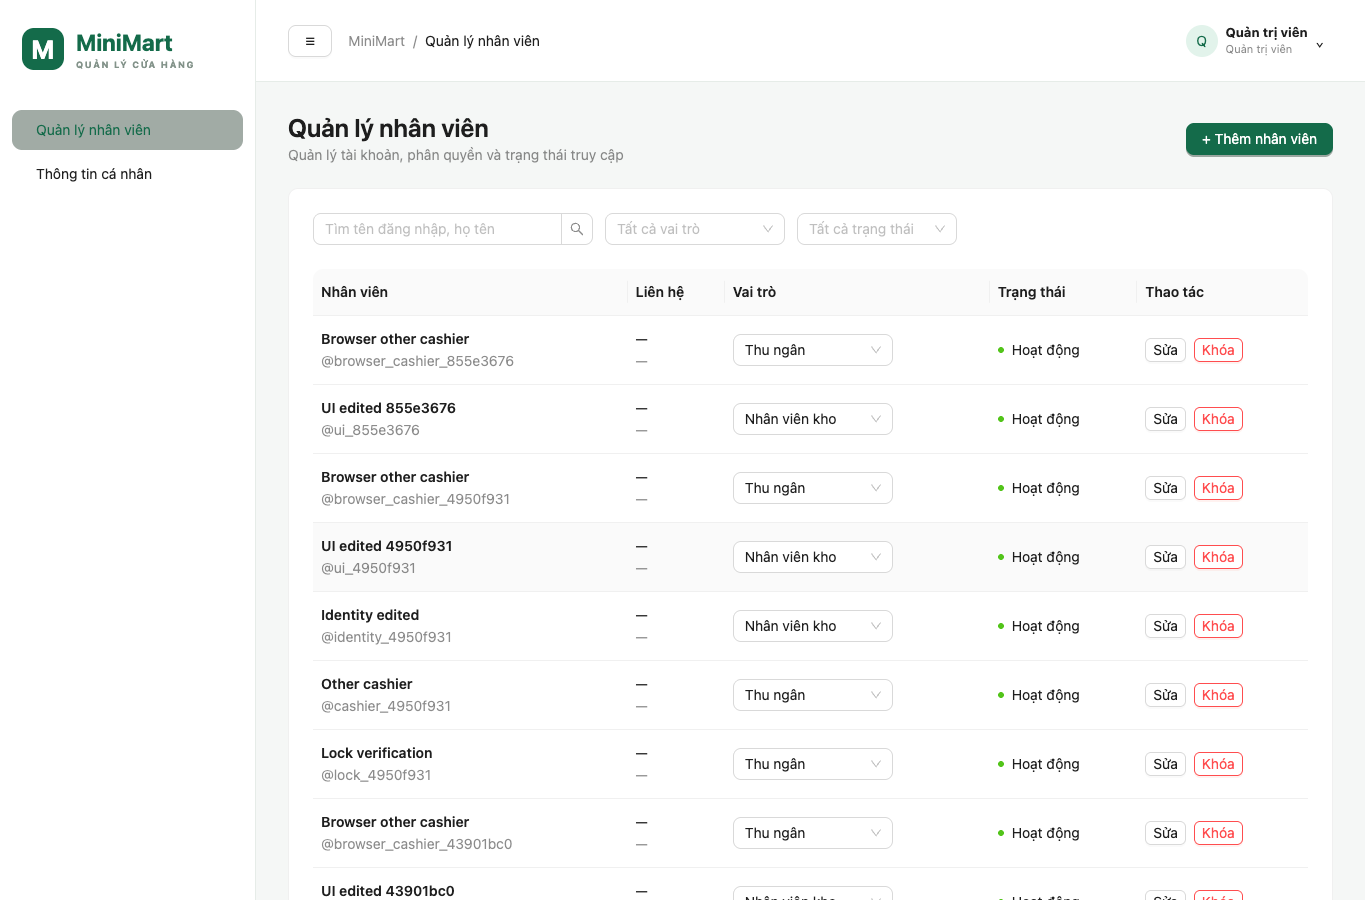 M MiniMart
QUẢN LÝ CỬA HÀNG
Quản lý nhân viên
Thông tin cá nhân
MiniMart / Quản lý nhân viên
Q
Quản trị viên
Quản trị viên
Quản lý nhân viên
Quản lý tài khoản, phân quyền và trạng thái truy cập
+ Thêm nhân viên
Tìm tên đăng nhập, họ tên
Tất cả vai trò
Tất cả trạng thái
Nhân viên Liên hệ Vai trò Trạng thái Thao tác
Browser other cashier —
@browser_cashier_855e3676 —
Thu ngân Hoạt động Sửa Khóa
UI edited 855e3676 —
@ui_855e3676 —
Nhân viên kho Hoạt động Sửa Khóa
Browser other cashier —
@browser_cashier_4950f931 —
Thu ngân Hoạt động Sửa Khóa
UI edited 4950f931 —
@ui_4950f931 —
Nhân viên kho Hoạt động Sửa Khóa
Identity edited —
@identity_4950f931 —
Nhân viên kho Hoạt động Sửa Khóa
Other cashier —
@cashier_4950f931 —
Thu ngân Hoạt động Sửa Khóa
Lock verification —
@lock_4950f931 —
Thu ngân Hoạt động Sửa Khóa
Browser other cashier —
@browser_cashier_43901bc0 —
Thu ngân Hoạt động Sửa Khóa
UI edited 43901bc0 —
Nhân viên kho Hoạt động Sửa Khóa